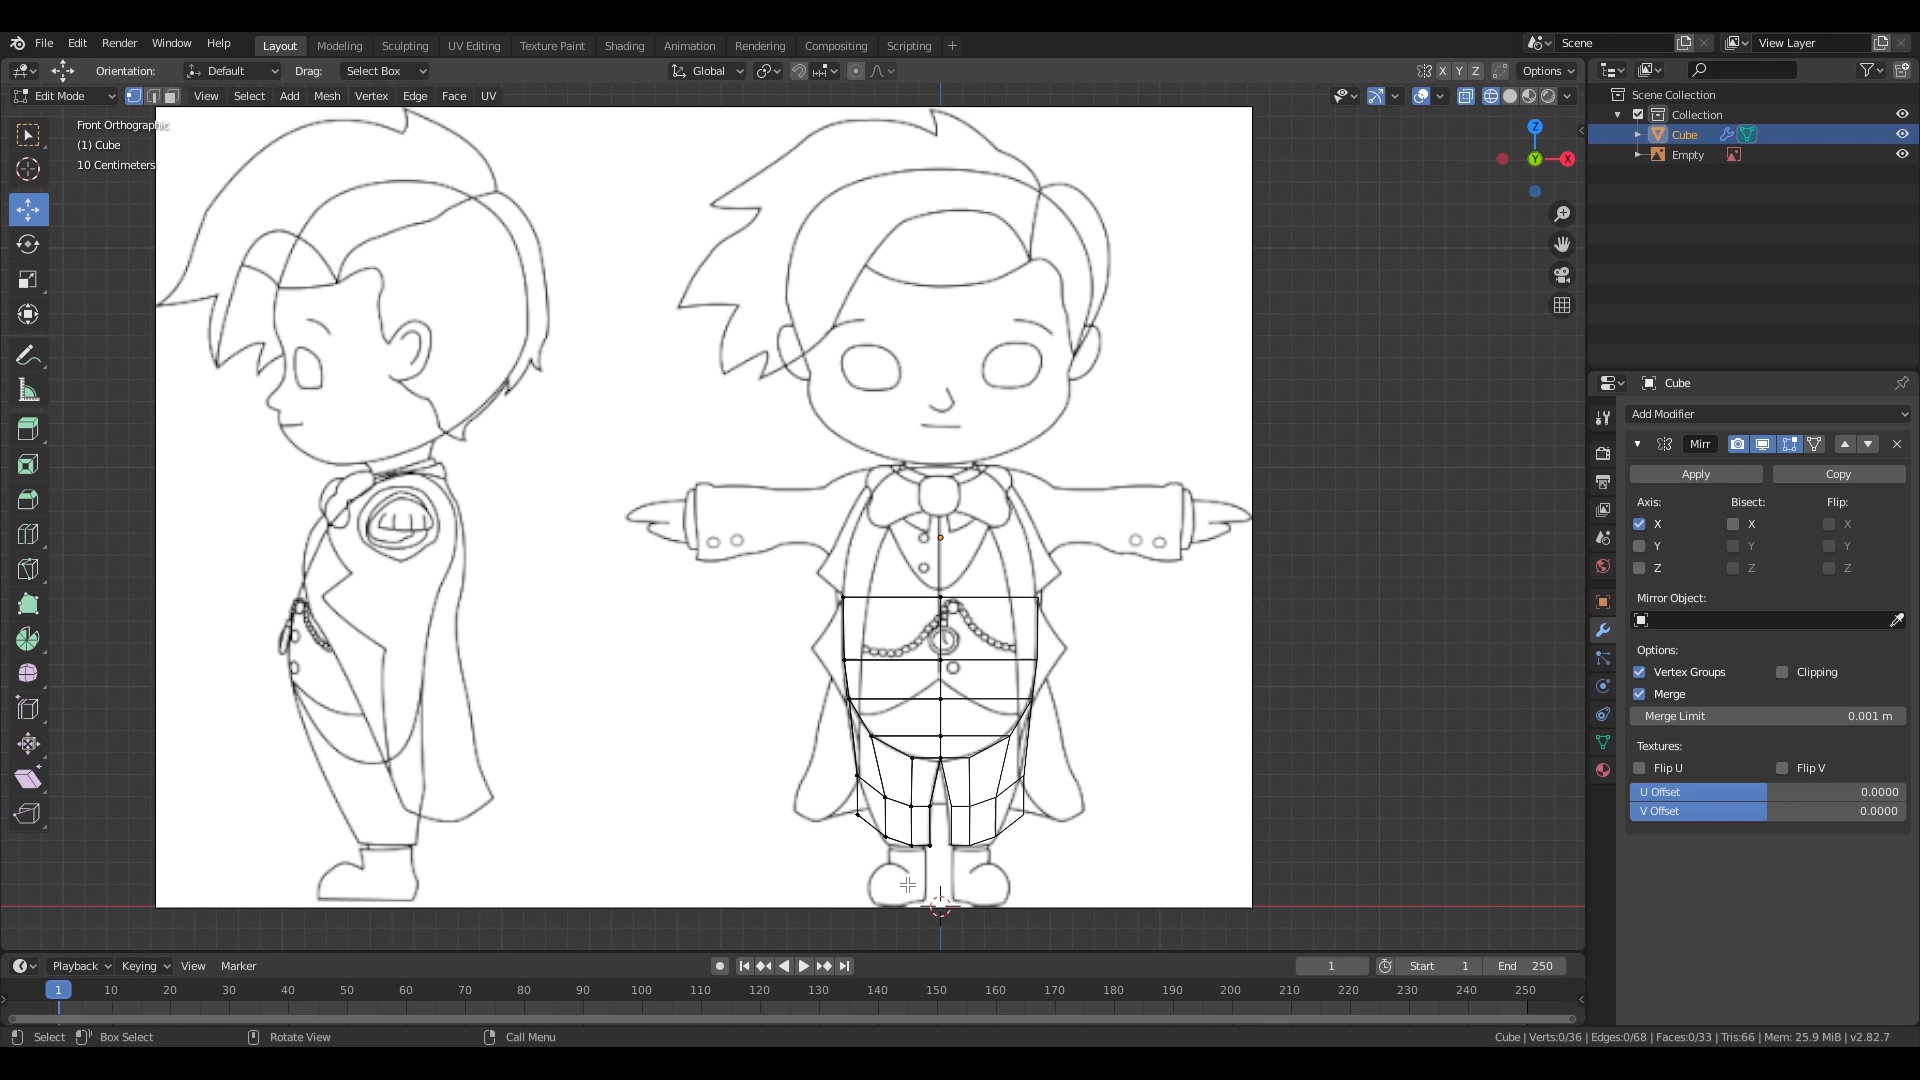 File Edit Render Window Help Layout Modeling Sculpting UV Editing Texture Paint Shading Animation Rendering Compositing Scripting + Scene View Layer
Orientation: Default Drag: Select Box Global X Y Z Options
Edit Mode View Select Add Mesh Vertex Edge Face UV
Front Orthographic
(1) Cube
10 Centimeters
Z
Y
X
Scene Collection
Collection
Cube
Empty
Cube
Add Modifier
Mirr
Apply Copy
Axis: Bisect: Flip:
X X X
Y Y Y
Z Z Z
Mirror Object:
Options:
Vertex Groups Clipping
Merge
Merge Limit 0.001 m
Textures:
Flip U Flip V
U Offset 0.0000
V Offset 0.0000
Playback Keying View Marker 1 Start 1 End 250
1 10 20 30 40 50 60 70 80 90 100 110 120 130 140 150 160 170 180 190 200 210 220 230 240 250
Select Box Select Rotate View Call Menu Cube | Verts:0/36 | Edges:0/68 | Faces:0/33 | Tris:66 | Mem: 25.9 MiB | v2.82.7